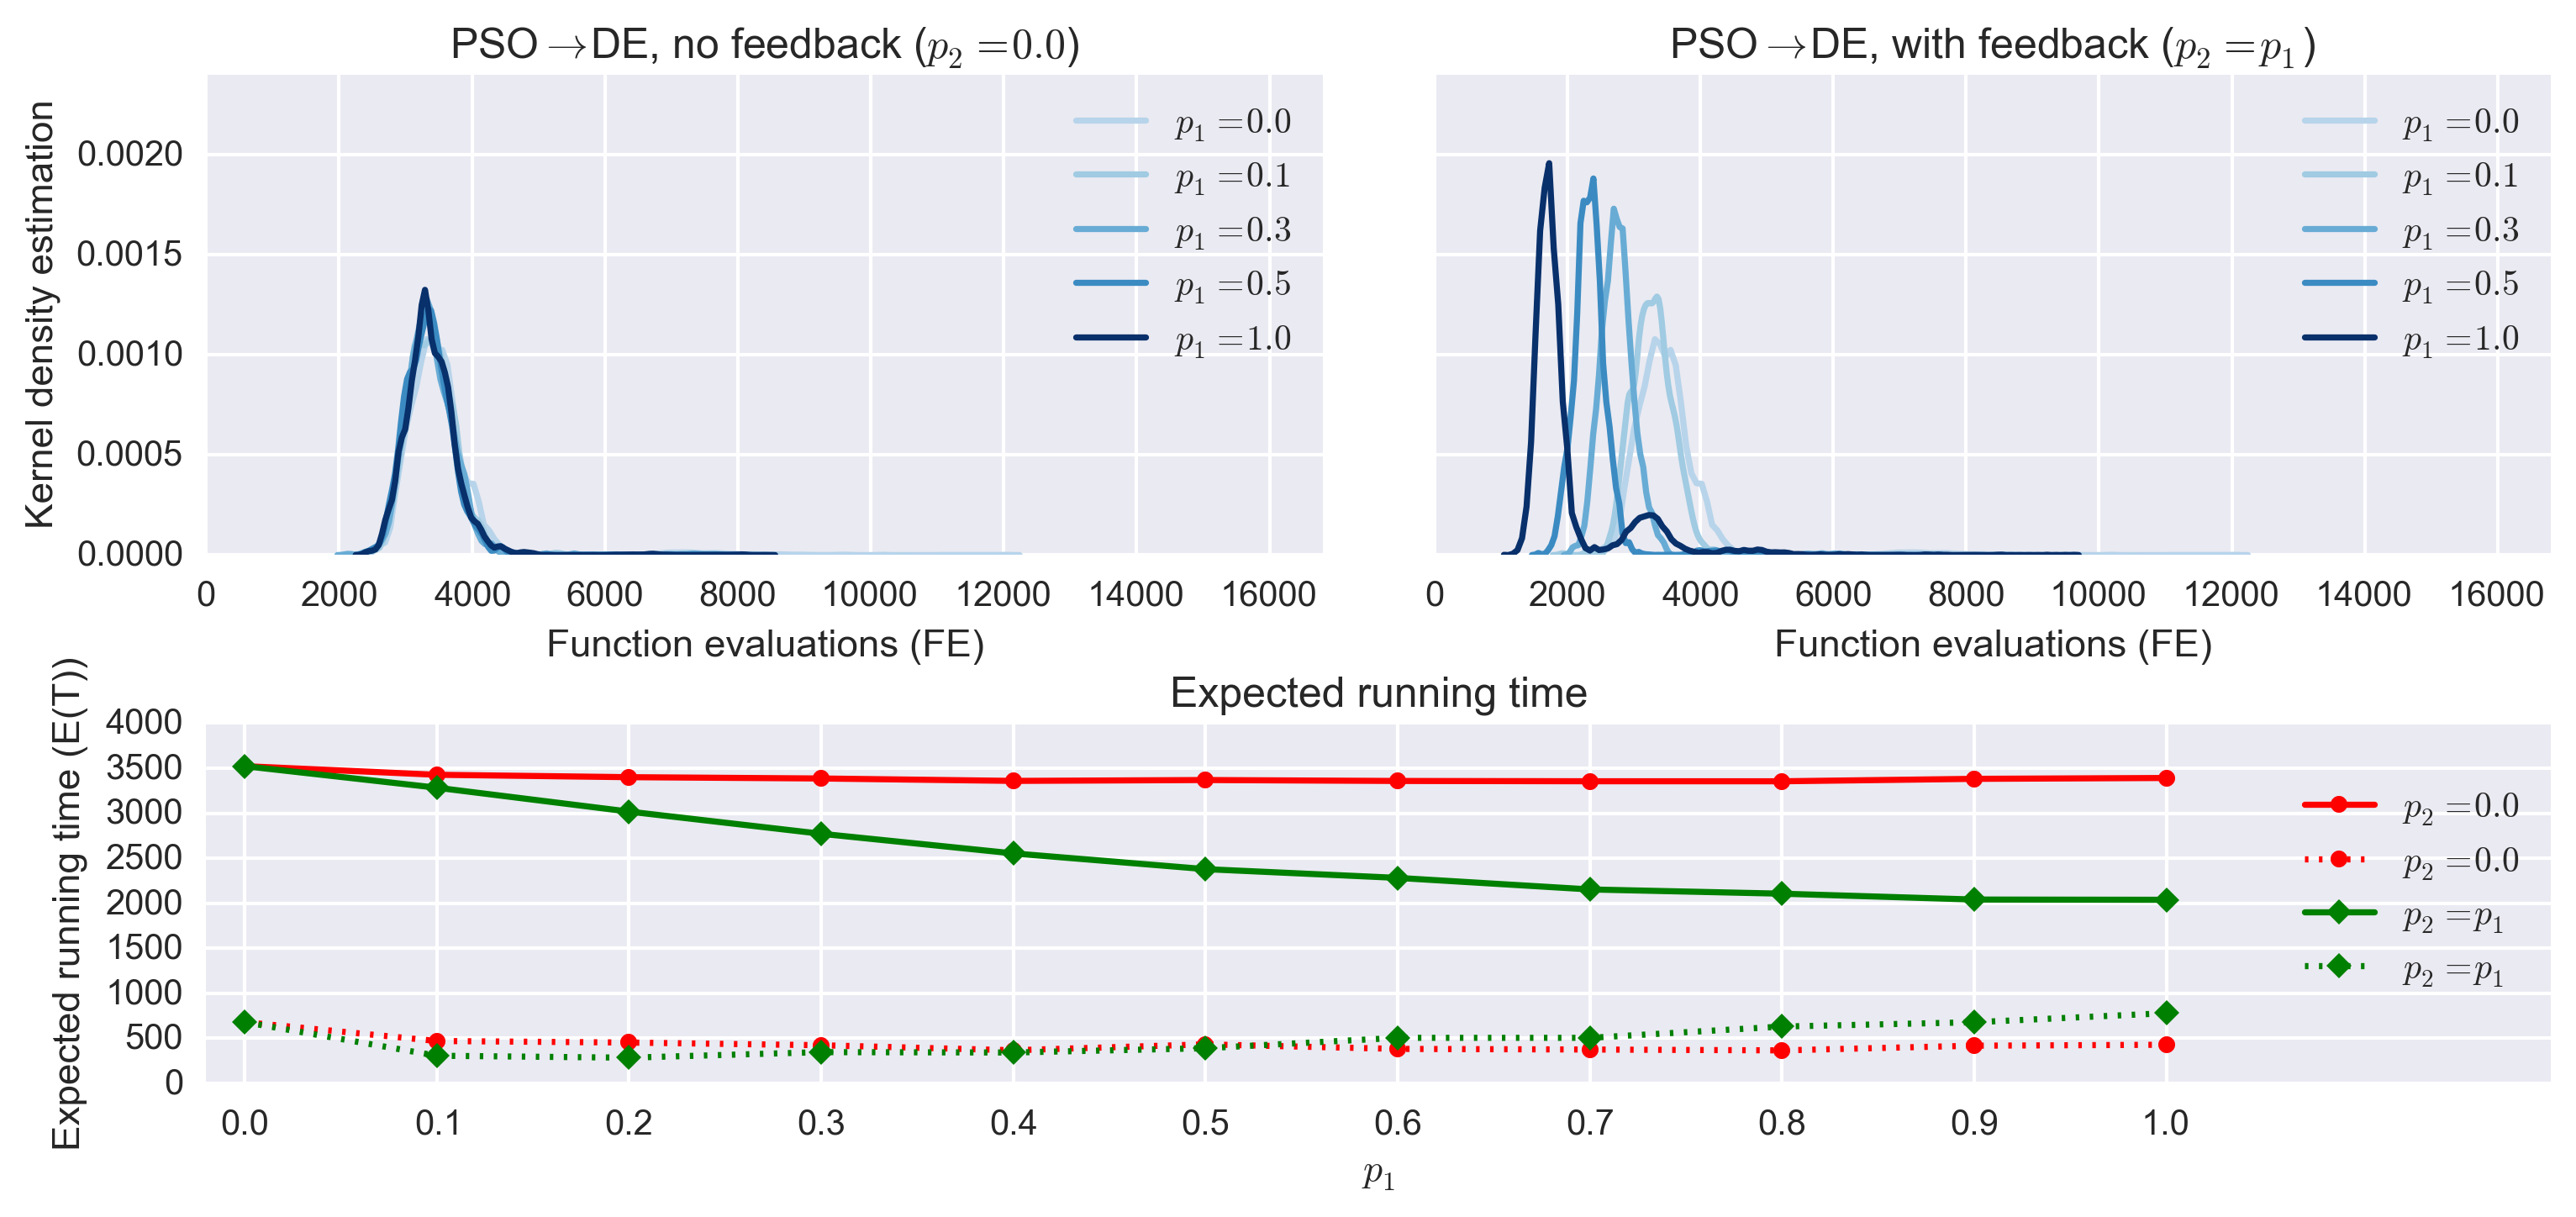 PSO→DE, no feedback (p₂ = 0.0)
PSO→DE, with feedback (p₂ = p₁)
Kernel density estimation
0.0020
0.0015
0.0010
0.0005
0.0000
p₁ = 0.0
p₁ = 0.1
p₁ = 0.3
p₁ = 0.5
p₁ = 1.0
p₁ = 0.0
p₁ = 0.1
p₁ = 0.3
p₁ = 0.5
p₁ = 1.0
0 2000 4000 6000 8000 10000 12000 14000 16000
0 2000 4000 6000 8000 10000 12000 14000 16000
Function evaluations (FE)
Function evaluations (FE)
Expected running time
Expected running time (E(T))
4000
3500
3000
2500
2000
1500
1000
500
0
p₂ = 0.0
p₂ = 0.0
p₂ = p₁
p₂ = p₁
0.0 0.1 0.2 0.3 0.4 0.5 0.6 0.7 0.8 0.9 1.0
p₁